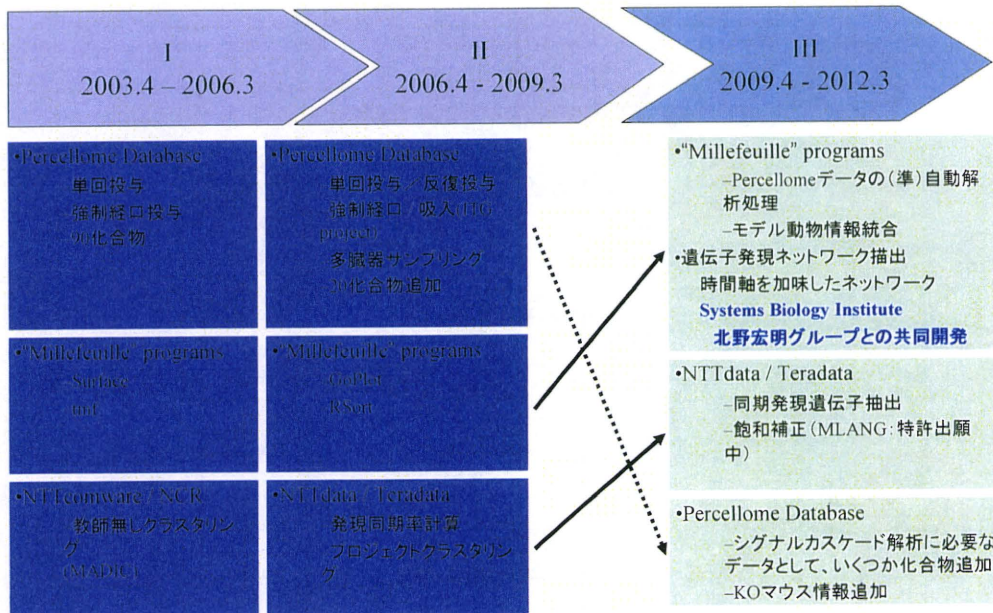 I
2003.4 – 2006.3
II
2006.4 - 2009.3
III
2009.4 - 2012.3
•Percellome Database
単回投与
強制経口投与
90化合物
•"Millefeuille" programs
–Surface
•NTTcomware / NCR
教師無しクラスタリン
グ
•Percellome Database
単回投与／反復投与
強制経口／吸入
project)
多臓器サンプリング
化合物追加
•"Millefeuille" programs
–RSort
•NTTdata / Teradata
発現同期率計算
プロジェクトクラスタリン
グ
•"Millefeuille" programs
–Percellomeデータの(準)自動解
析処理
–モデル動物情報統合
•遺伝子発現ネットワーク描出
時間軸を加味したネットワーク
Systems Biology Institute
北野宏明グループとの共同開発
•NTTdata / Teradata
–同期発現遺伝子抽出
–飽和補正(MLANG:特許出願
中)
•Percellome Database
–シグナルカスケード解析に必要な
データとして、いくつか化合物追加
–KOマウス情報追加